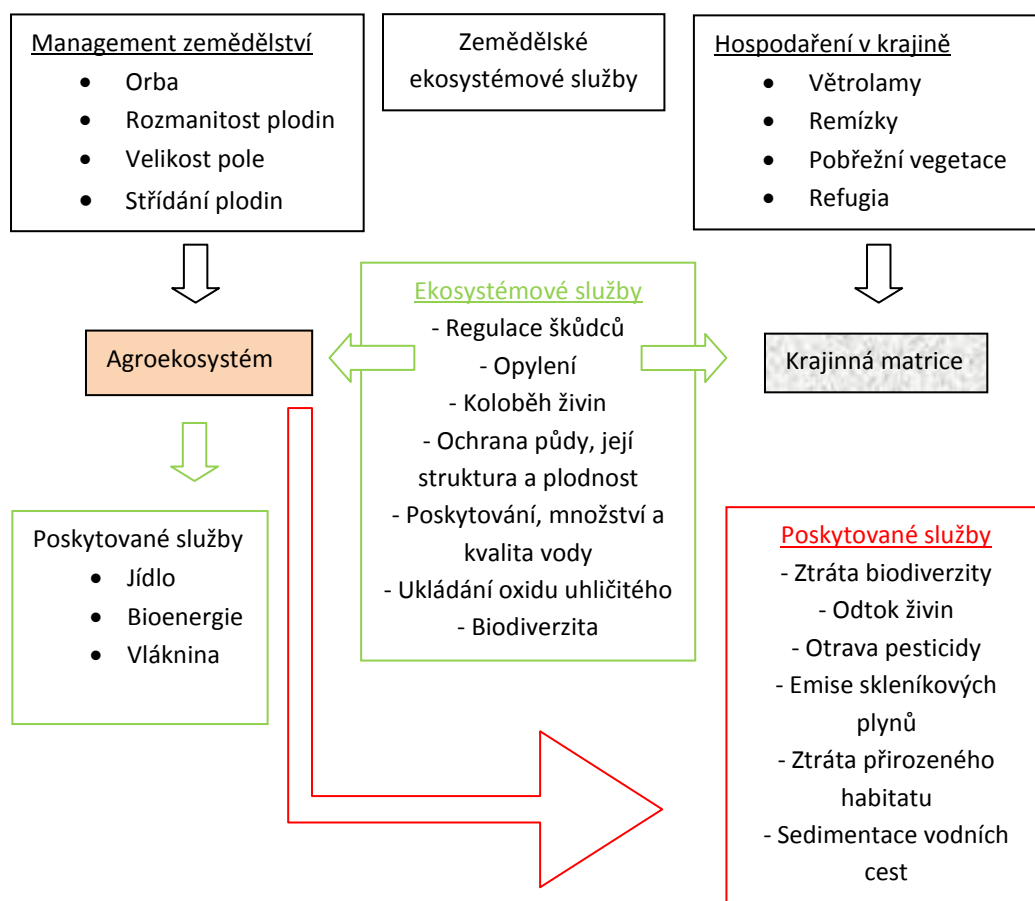 Management zemědělství
• Orba
• Rozmanitost plodin
• Velikost pole
• Střídání plodin
Zemědělské
ekosystémové služby
Hospodaření v krajině
• Větrolamy
• Remízky
• Pobřežní vegetace
• Refugia
Agroekosystém
Ekosystémové služby
- Regulace škůdců
- Opylení
- Koloběh živin
- Ochrana půdy, její
struktura a plodnost
- Poskytování, množství a
kvalita vody
- Ukládání oxidu uhličitého
- Biodiverzita
Krajinná matrice
Poskytované služby
• Jídlo
• Bioenergie
• Vláknina
Poskytované služby
- Ztráta biodiverzity
- Odtok živin
- Otrava pesticidy
- Emise skleníkových
plynů
- Ztráta přirozeného
habitatu
- Sedimentace vodních
cest